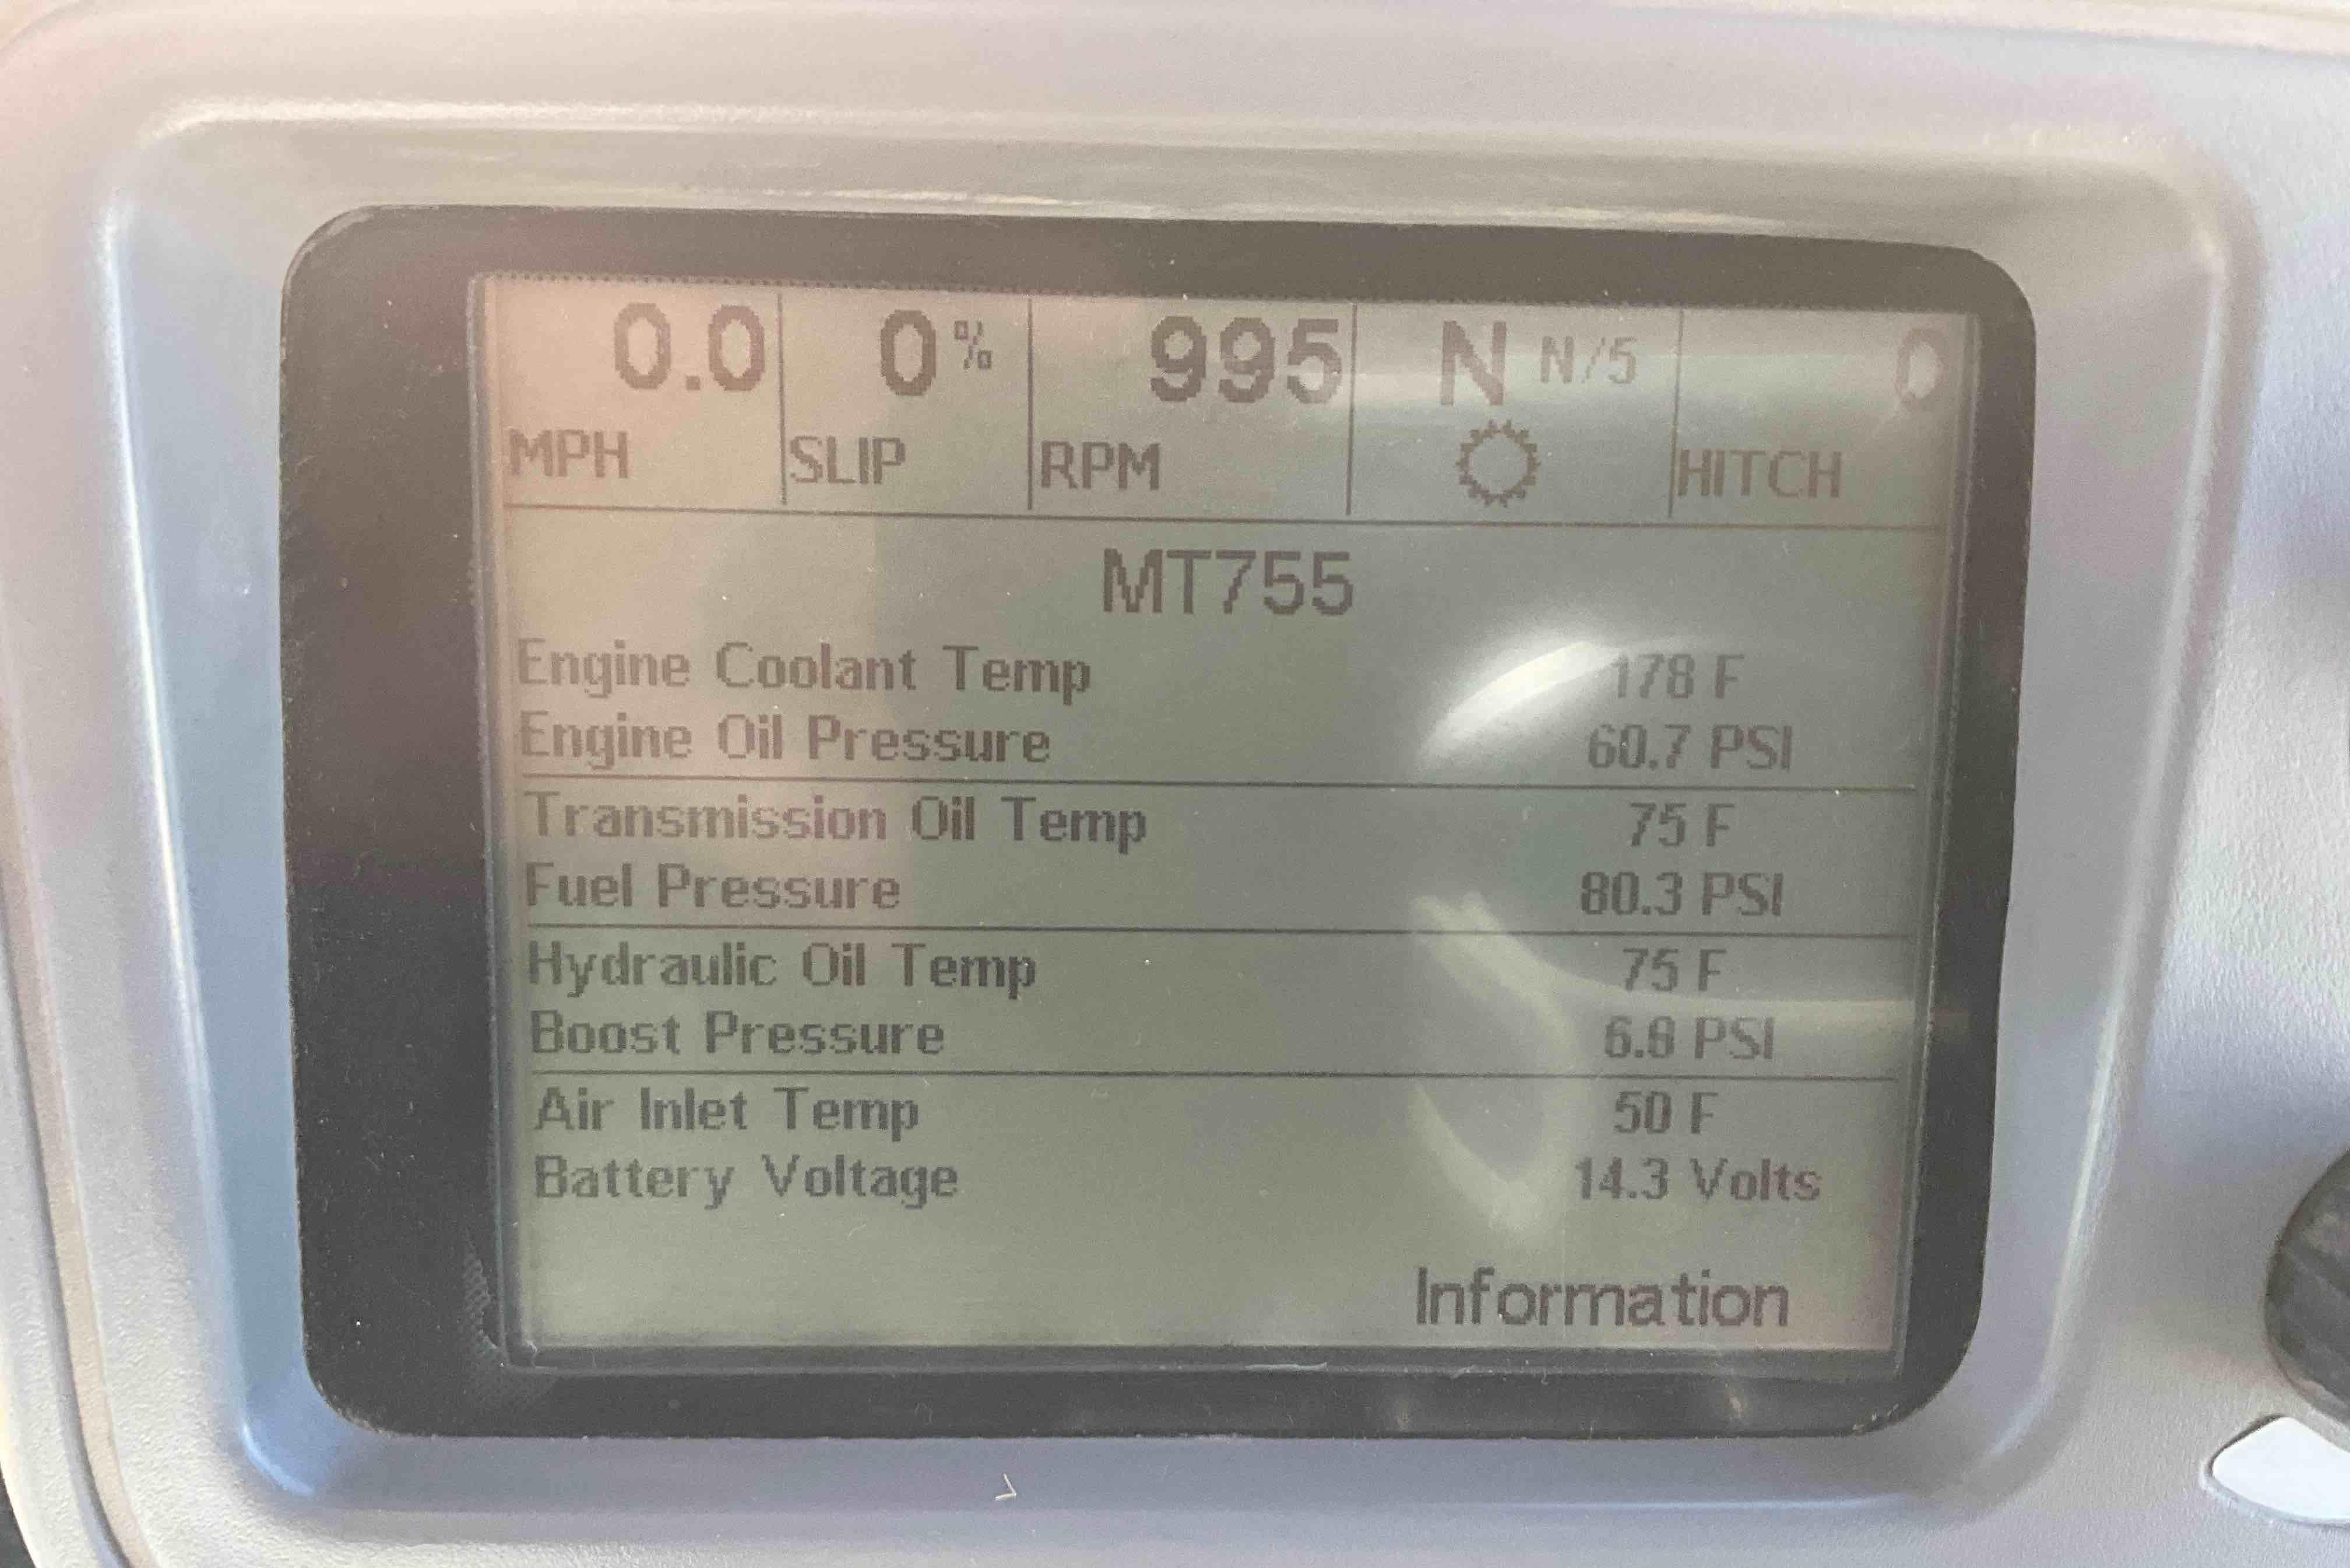 0.0 0% 995 N N/5 0
MPH SLIP RPM HITCH
MT755
Engine Coolant Temp 178 F
Engine Oil Pressure 60.7 PSI
Transmission Oil Temp 75 F
Fuel Pressure 80.3 PSI
Hydraulic Oil Temp 75 F
Boost Pressure PSI
Air Inlet Temp 50 F
Battery Voltage 14.3 Volts
Information